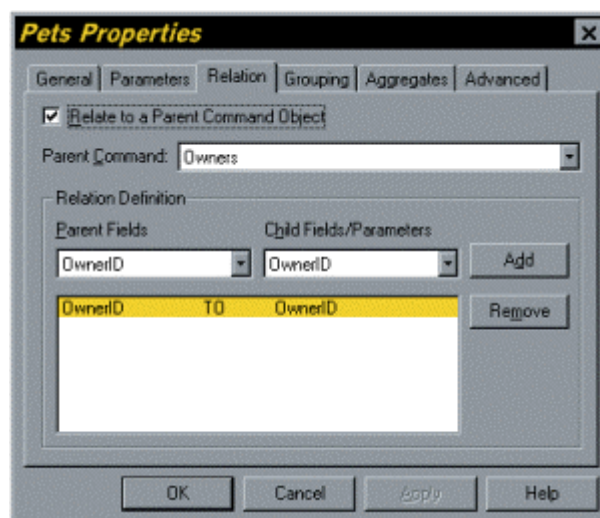 Pets Properties
General Parameters Relation Grouping Aggregates Advanced
Relate to a Parent Command Object
Parent Command: Owners
Relation Definition
Parent Fields Child Fields/Parameters
OwnerID OwnerID Add
OwnerID TO OwnerID Remove
OK Cancel Apply Help